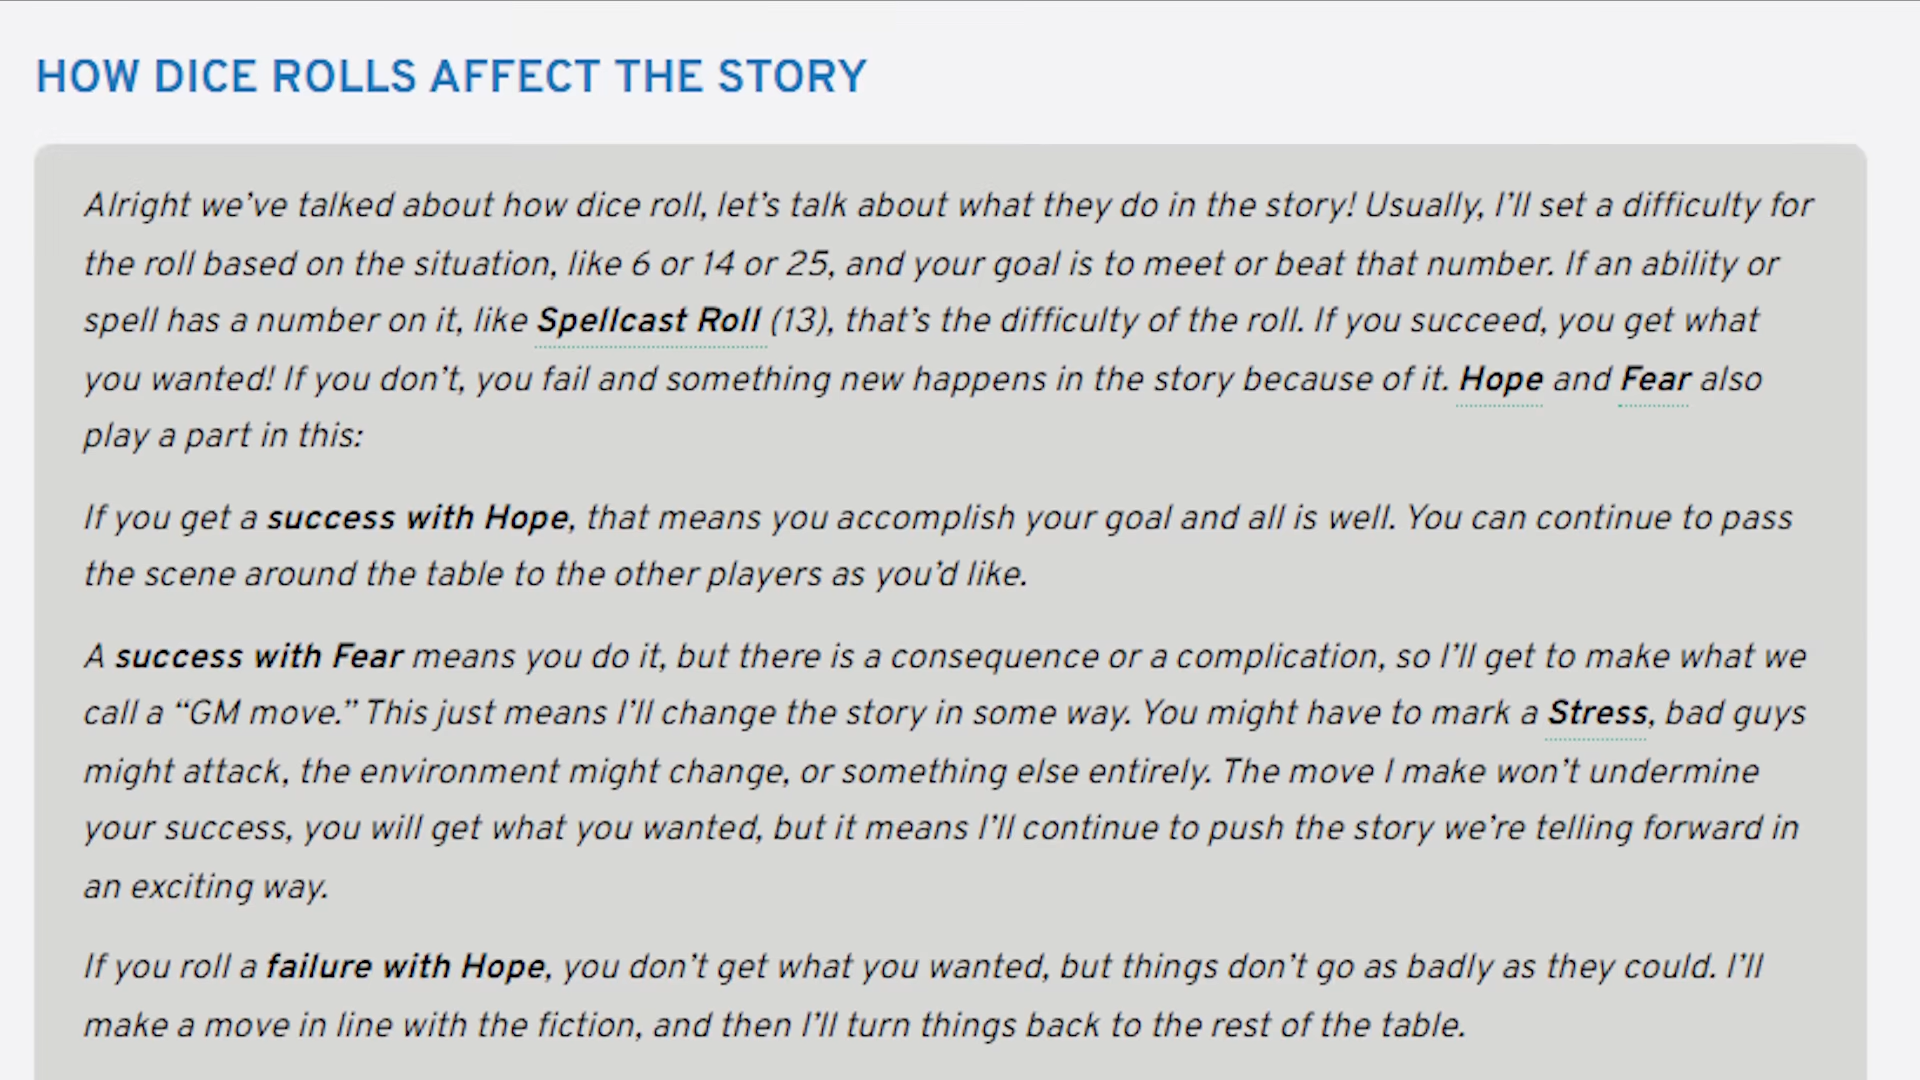 HOW DICE ROLLS AFFECT THE STORY
Alright we've talked about how dice roll, let's talk about what they do in the story! Usually, I'll set a difficulty for
the roll based on the situation, like 6 or 14 or 25, and your goal is to meet or beat that number. If an ability or
spell has a number on it, like Spellcast Roll (13), that's the difficulty of the roll. If you succeed, you get what
you wanted! If you don't, you fail and something new happens in the story because of it. Hope and Fear also
play a part in this:
If you get a success with Hope, that means you accomplish your goal and all is well. You can continue to pass
the scene around the table to the other players as you'd like.
A success with Fear means you do it, but there is a consequence or a complication, so I'll get to make what we
call a “GM move.” This just means I'll change the story in some way. You might have to mark a Stress, bad guys
might attack, the environment might change, or something else entirely. The move I make won't undermine
your success, you will get what you wanted, but it means I'll continue to push the story we're telling forward in
an exciting way.
If you roll a failure with Hope, you don't get what you wanted, but things don't go as badly as they could. I'll
make a move in line with the fiction, and then I'll turn things back to the rest of the table.